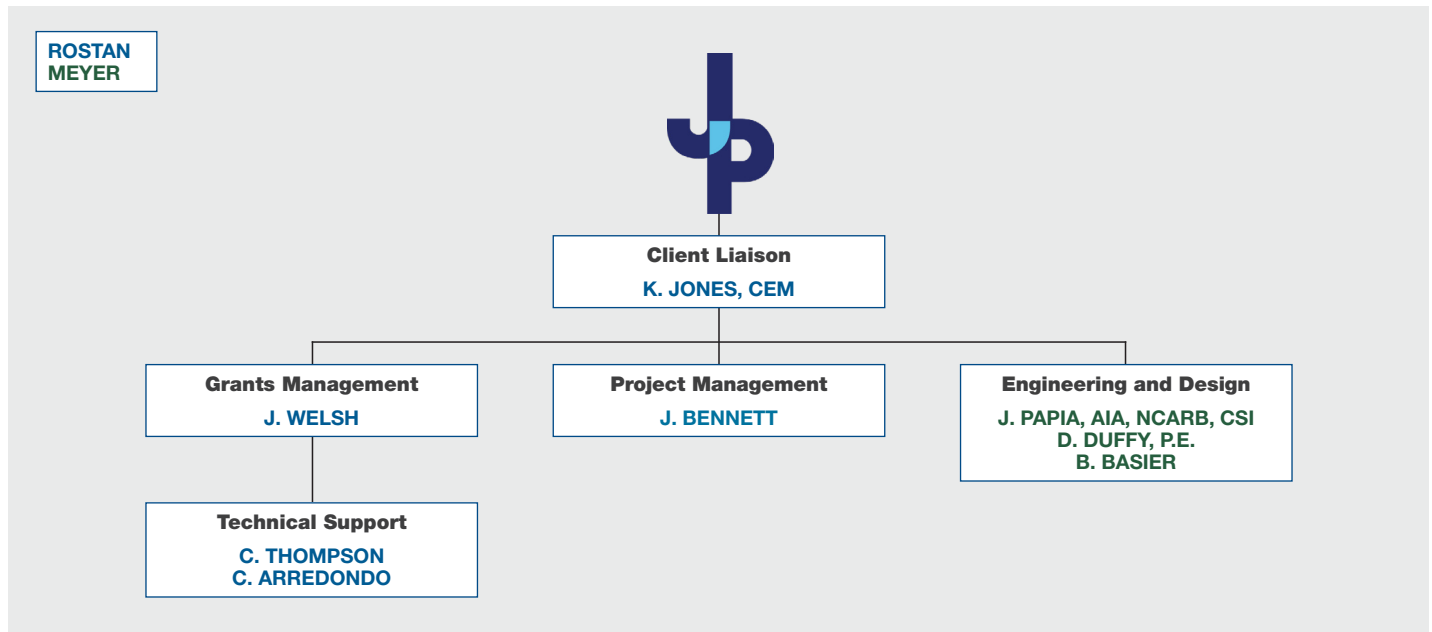 ROSTAN
MEYER
JP
Client Liaison
K. JONES, CEM
Grants Management
J. WELSH
Project Management
J. BENNETT
Engineering and Design
J. PAPIA, AIA, NCARB, CSI
D. DUFFY, P.E.
B. BASIER
Technical Support
C. THOMPSON
C. ARREDONDO